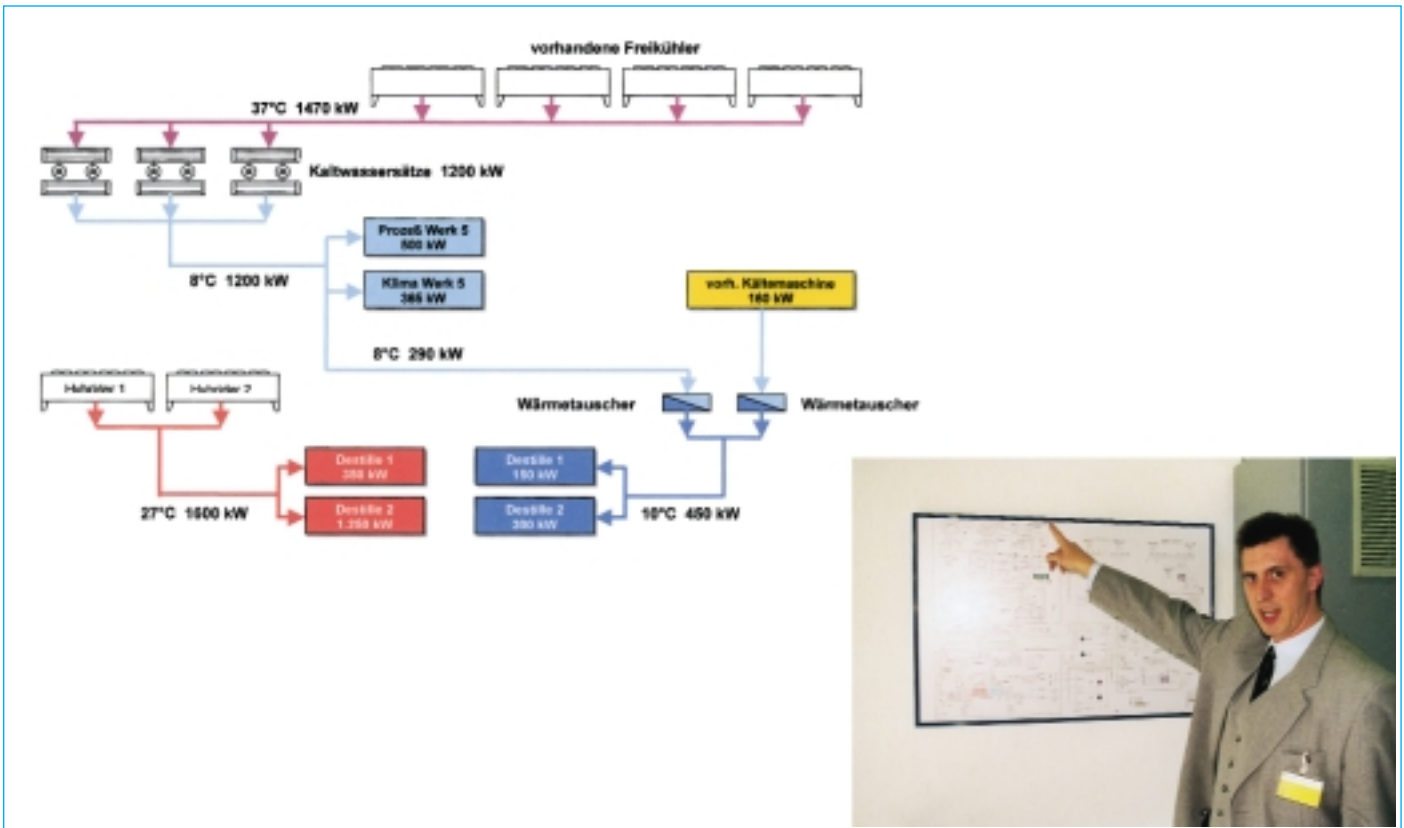 vorhandene Freikühler
37°C 1470 kW
Kaltwassersätze 1200 kW
Prozeß Werk 5
500 kW
8°C 1200 kW
Klima Werk 5
365 kW
vorh. Kältemaschine
160 kW
8°C 290 kW
1
2
Wärmetauscher
Wärmetauscher
Destille 1
350 kW
Destille 1
150 kW
Destille 2
1.250 kW
Destille 2
300 kW
27°C 1600 kW
10°C 450 kW